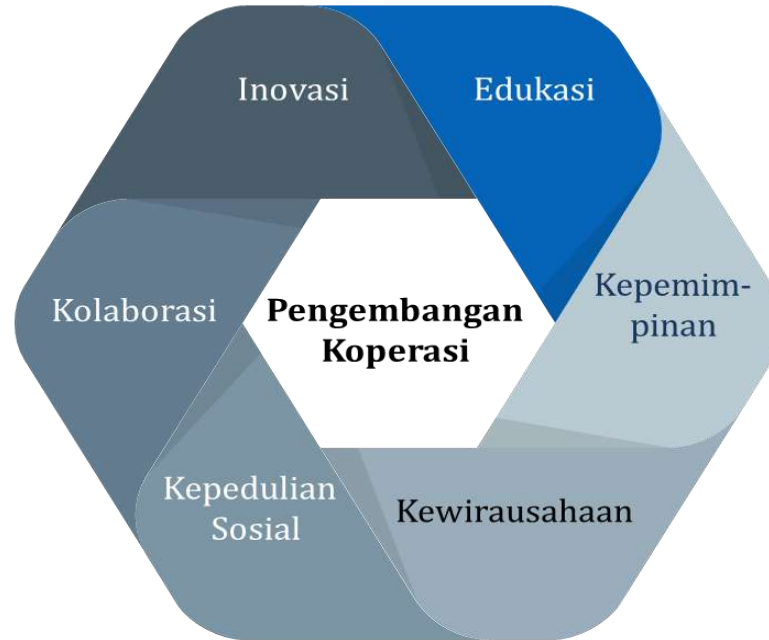 Inovasi
Edukasi
Kepemim-
pinan
Kewirausahaan
Kepedulian
Sosial
Kolaborasi
Pengembangan
Koperasi